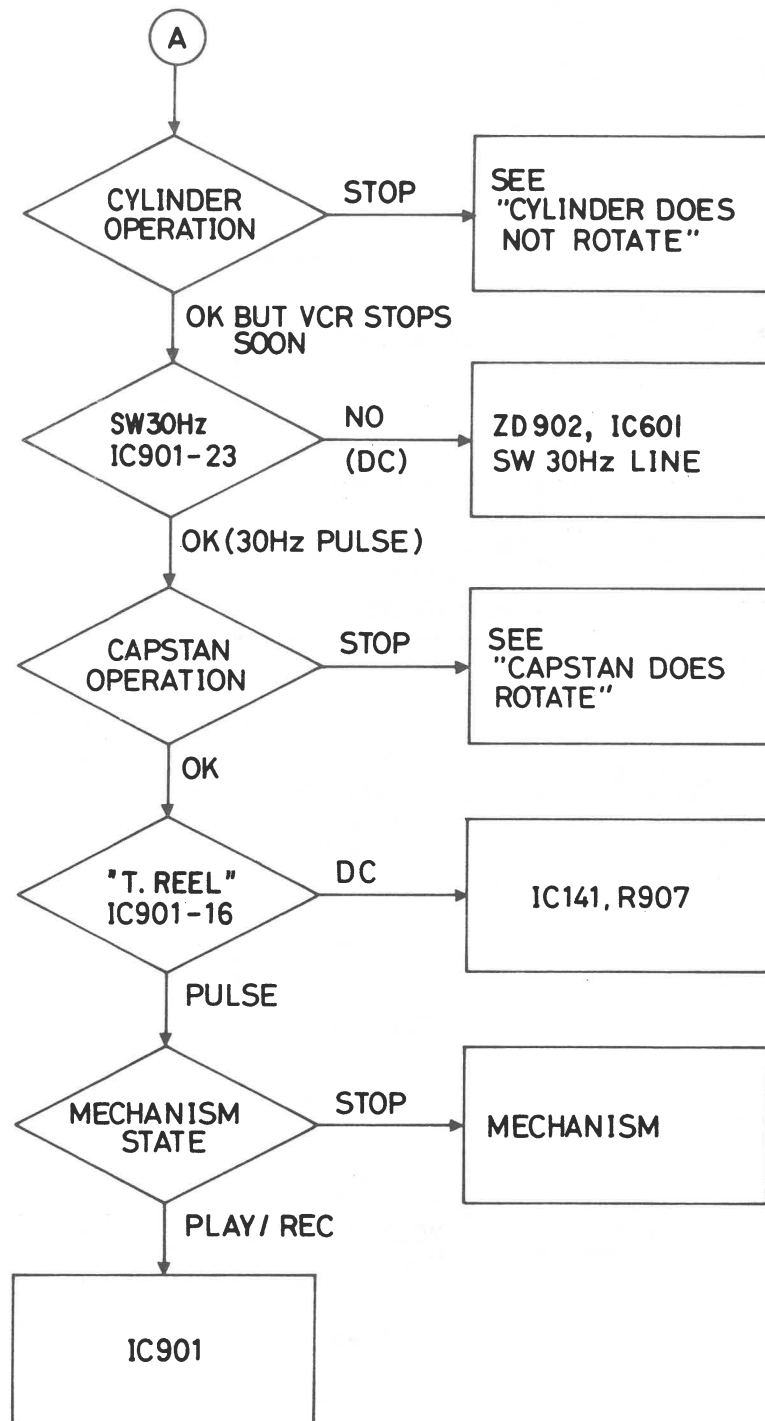 A
CYLINDER
OPERATION
STOP
SEE
"CYLINDER DOES
NOT ROTATE"
OK BUT VCR STOPS
SOON
SW30Hz
IC901-23
NO
(DC)
ZD902, IC601
SW 30Hz LINE
OK(30Hz PULSE)
CAPSTAN
OPERATION
STOP
SEE
"CAPSTAN DOES
ROTATE"
OK
"T. REEL"
IC901-16
DC
IC141, R907
PULSE
MECHANISM
STATE
STOP
MECHANISM
PLAY/ REC
IC901